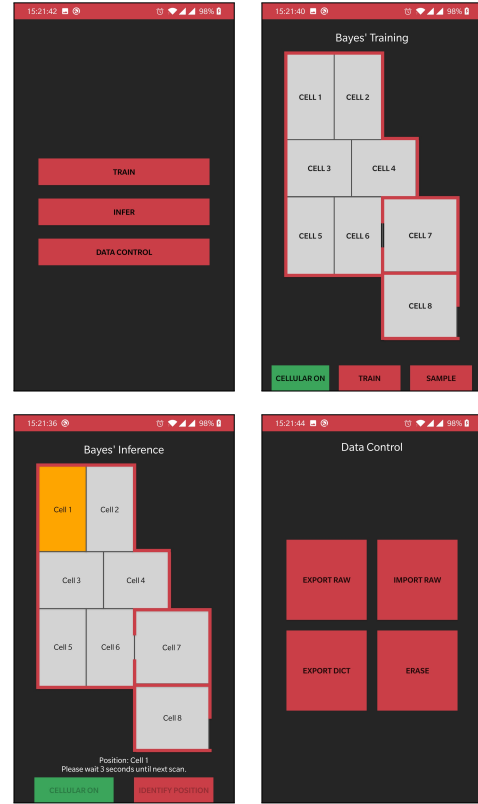 15:21:42 98%
TRAIN
INFER
DATA CONTROL
15:21:40 98%
Bayes' Training
CELL 1 CELL 2
CELL 3 CELL 4
CELL 5 CELL 6 CELL 7
CELL 8
CELLULAR ON TRAIN SAMPLE
15:21:36 98%
Bayes' Inference
Cell 1 Cell 2
Cell 3 Cell 4
Cell 5 Cell 6 Cell 7
Cell 8
Position: Cell 1
Please wait 3 seconds until next scan.
CELLULAR ON IDENTIFY POSITION
15:21:44 98%
Data Control
EXPORT RAW IMPORT RAW
EXPORT DICT ERASE